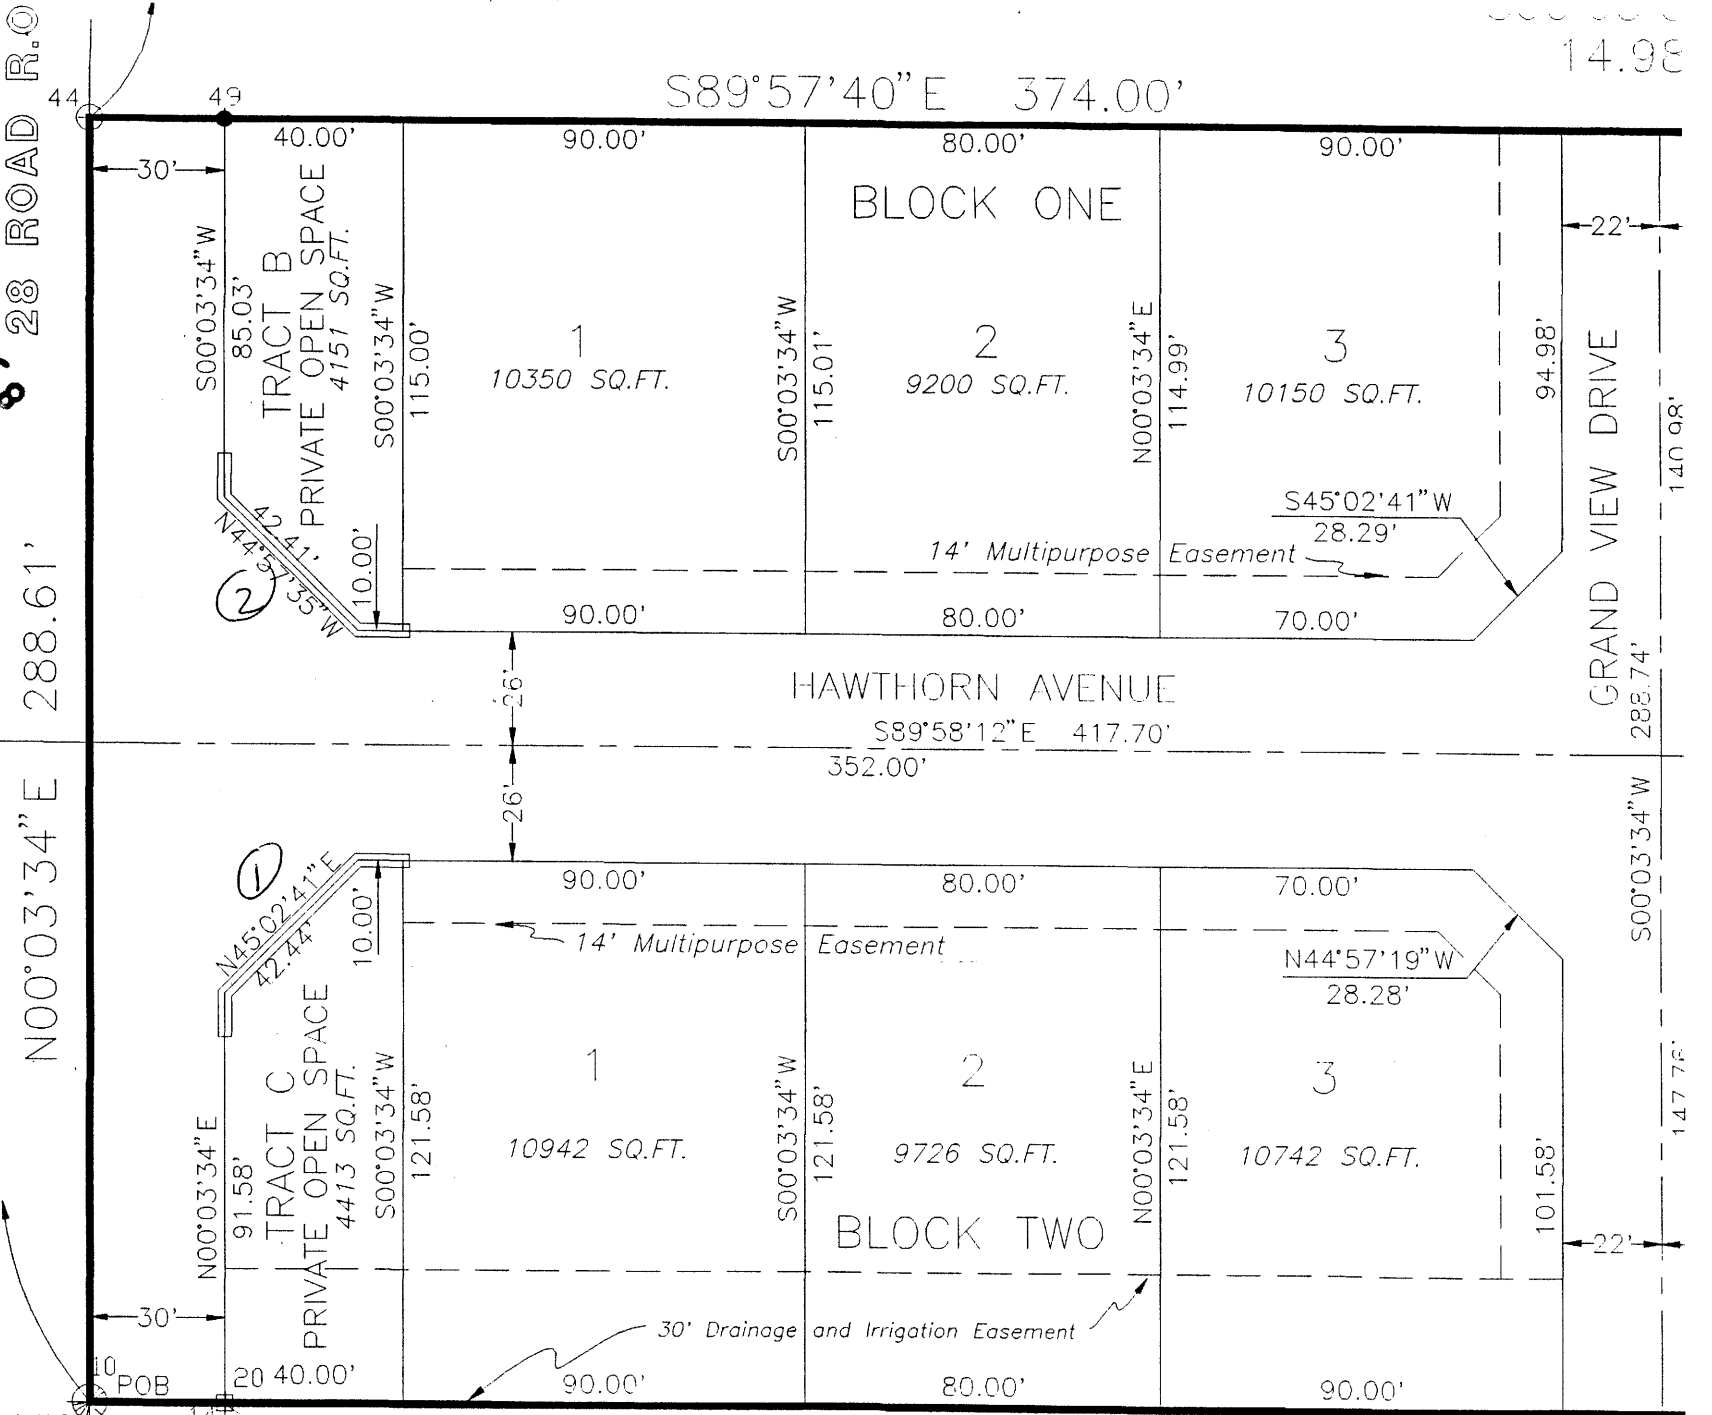 14.98
S89°57'40"E 374.00'
44
49
28 ROAD R.O
40.00'
90.00'
80.00'
90.00'
30'
BLOCK ONE
22'
S00°03'34"W
85.03'
TRACT B
PRIVATE OPEN SPACE
4151 SQ.FT.
S00°03'34"W
115.00'
1
10350 SQ.FT.
S00°03'34"W
115.01'
2
9200 SQ.FT.
N00°03'34"E
114.99'
3
10150 SQ.FT.
94.98'
GRAND VIEW DRIVE
140.98'
8'
S45°02'41"W
28.29'
42.41'
N44°57'35"W
2
10.00'
14' Multipurpose Easement
90.00'
80.00'
70.00'
288.61'
N00°03'34"E
26'
HAWTHORN AVENUE
S89°58'12"E 417.70'
352.00'
26'
288.74'
S00°03'34"W
1
N45°02'41"E
42.44'
10.00'
90.00'
80.00'
70.00'
14' Multipurpose Easement
N44°57'19"W
28.28'
N00°03'34"E
91.58'
TRACT C
PRIVATE OPEN SPACE
4413 SQ.FT.
S00°03'34"W
121.58'
1
10942 SQ.FT.
S00°03'34"W
121.58'
2
9726 SQ.FT.
N00°03'34"E
121.58'
3
10742 SQ.FT.
101.58'
BLOCK TWO
22'
30'
30' Drainage and Irrigation Easement
10
POB
20
40.00'
90.00'
80.00'
90.00'